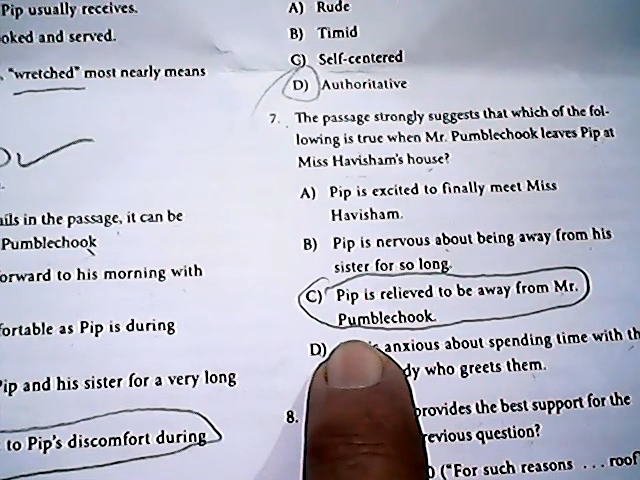 Pip usually receives.
oked and served.
, "wretched" most nearly means
ails in the passage, it can be
Pumblechook
orward to his morning with
fortable as Pip is during
Pip and his sister for a very long
to Pip's discomfort during
A) Rude
B) Timid
C) Self-centered
D) Authoritative
7. The passage strongly suggests that which of the fol-
lowing is true when Mr. Pumblechook leaves Pip at
Miss Havisham's house?
A) Pip is excited to finally meet Miss
Havisham.
B) Pip is nervous about being away from his
sister for so long.
C) Pip is relieved to be away from Mr.
Pumblechook.
D) anxious about spending time with th
dy who greets them.
8. provides the best support for the
revious question?
("For such reasons . . . roof